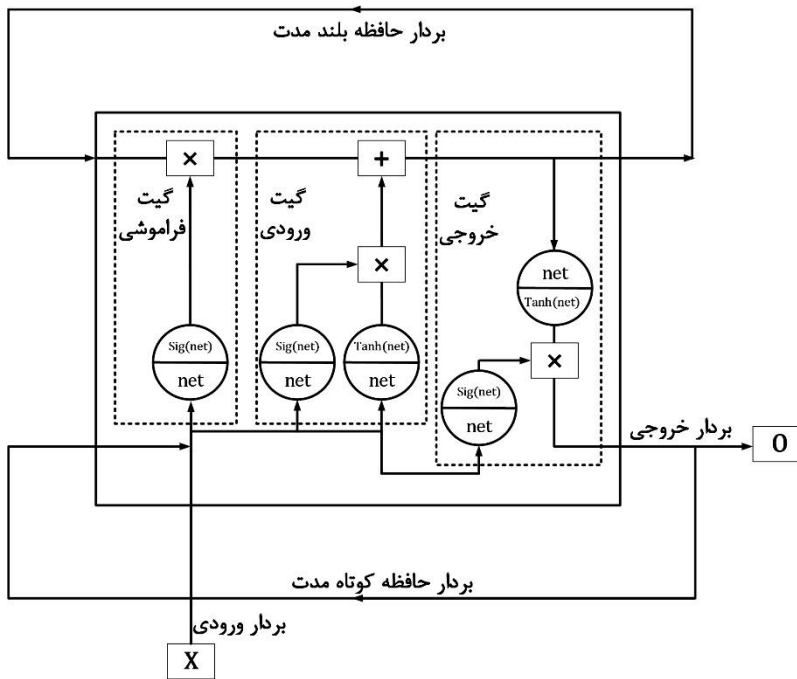 بردار حافظه بلند مدت
×
+
گیت
فراموشی
گیت
ورودی
گیت
خروجی
×
net
Tanh(net)
Sig(net)
net
Sig(net)
net
Tanh(net)
net
×
Sig(net)
net
بردار خروجی
O
بردار حافظه کوتاه مدت
بردار ورودی
X